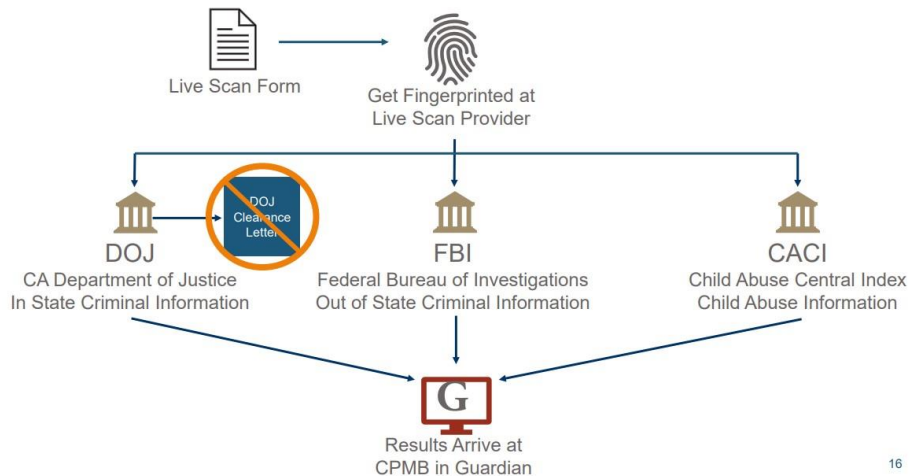 Live Scan Form
Get Fingerprinted at
Live Scan Provider
DOJ
Clearance
Letter
DOJ
CA Department of Justice
In State Criminal Information
FBI
Federal Bureau of Investigations
Out of State Criminal Information
CACI
Child Abuse Central Index
Child Abuse Information
G
Results Arrive at
CPMB in Guardian
16